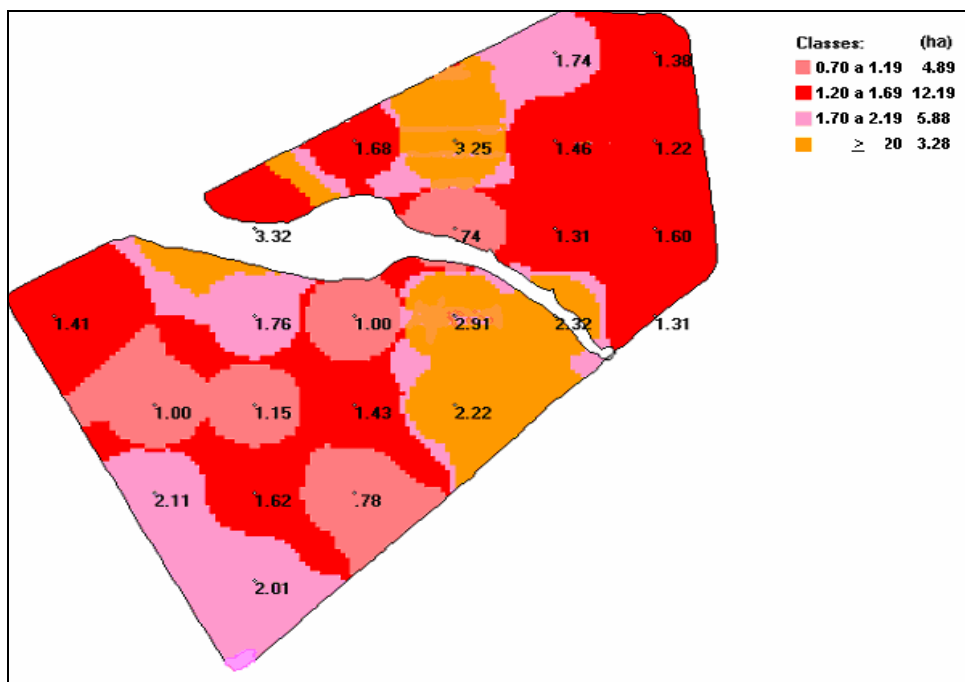 Classes: (ha)
0.70 a 1.19 4.89
1.20 a 1.69 12.19
1.70 a 2.19 5.88
≥ 20 3.28
1.74 1.38
1.68 3.25 1.46 1.22
3.32 .74 1.31 1.60
1.41 1.76 1.00 2.91 2.32 1.31
1.00 1.15 1.43 2.22
2.11 1.62 .78
2.01